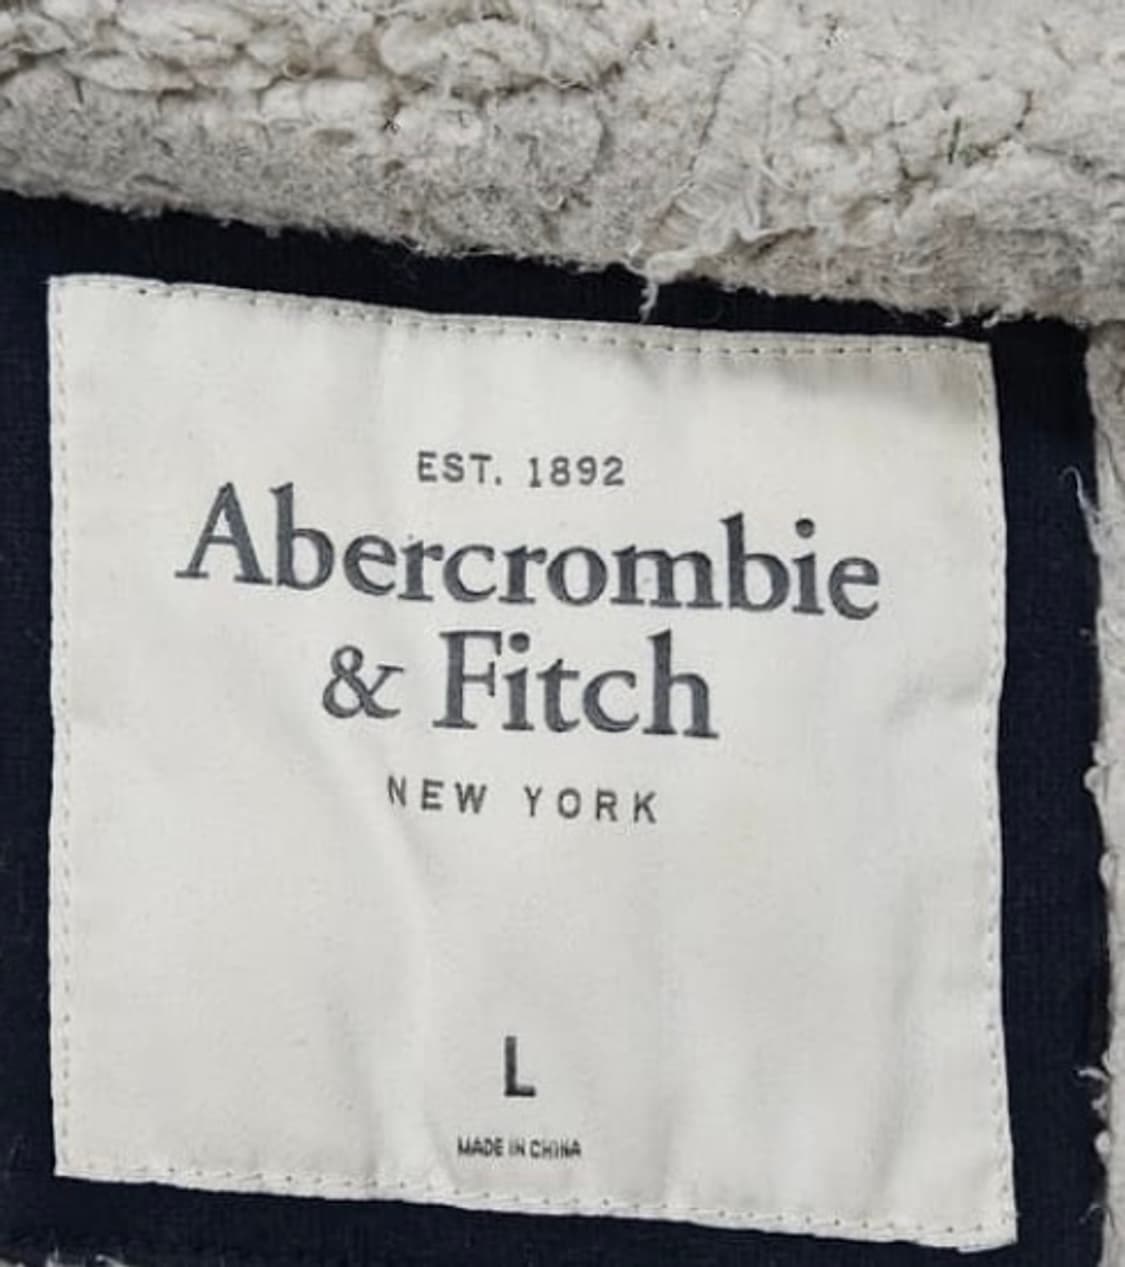 EST. 1892
Abercrombie
& Fitch
NEW YORK
L
MADE IN CHINA